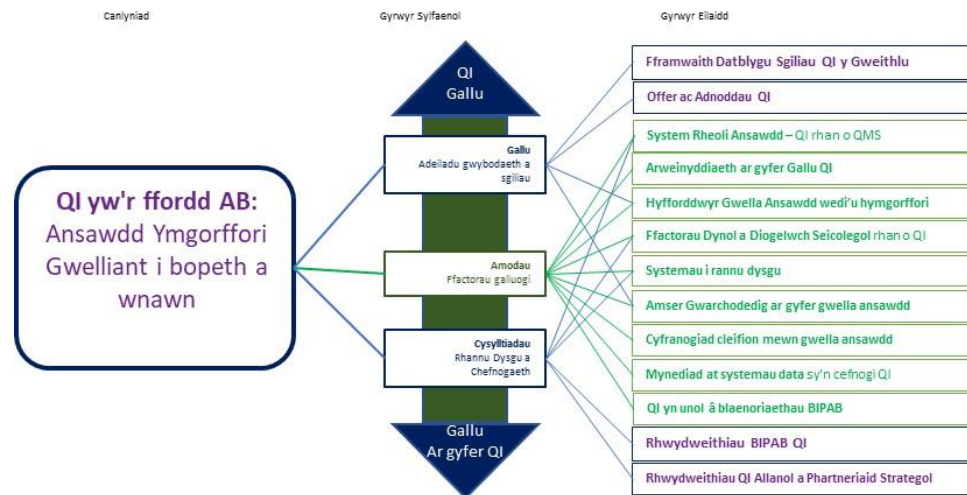 Canlyniad
Gyrwyr Sylfaenol
Gyrwyr Eilaidd
QI yw'r ffordd AB:
Ansawdd Ymgorffori
Gwelliant i bopeth a
wnawn
QI
Gallu
Gallu
Adeiladu gwybodaeth a
sgiliau
Amodau
Ffactorau galluogi
Cysylltiadau
Rhannu Dysgu a
Chefnogaeth
Gallu
Ar gyfer QI
Fframwaith Datblygu Sgiliau QI y Gweithlu
Offer ac Adnoddau QI
System Rheoli Ansawdd – QI rhan o QMS
Arweinyddiaeth ar gyfer Gallu QI
Hyfforddwyr Gwella Ansawdd wedi'u hymgorffori
Ffactorau Dynol a Diogelwch Seicolegol rhan o QI
Systemau i rannu dysgu
Amser Gwarchodedig ar gyfer gwella ansawdd
Cyfranogiad cleifion mewn gwella ansawdd
Mynediad at systemau data sy'n cefnogi QI
QI yn unol â blaenoriaethau BIPAB
Rhwydweithiau BIPAB QI
Rhwydweithiau QI Allanol a Phartneriaid Strategol